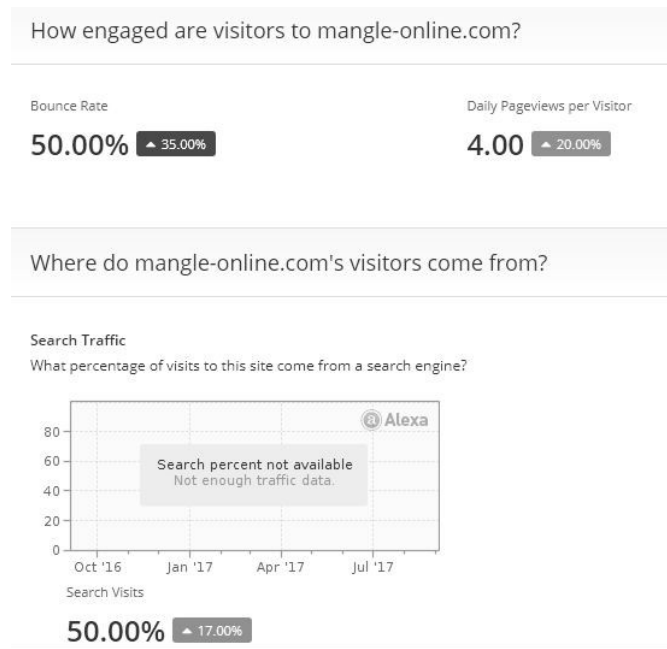 How engaged are visitors to mangle-online.com?
Bounce Rate
50.00% 35.00%
Daily Pageviews per Visitor
4.00 20.00%
Where do mangle-online.com's visitors come from?
Search Traffic
What percentage of visits to this site come from a search engine?
a Alexa
80
60
40
20
0
Search percent not available
Not enough traffic data.
Oct '16 Jan '17 Apr '17 Jul '17
Search Visits
50.00% 17.00%